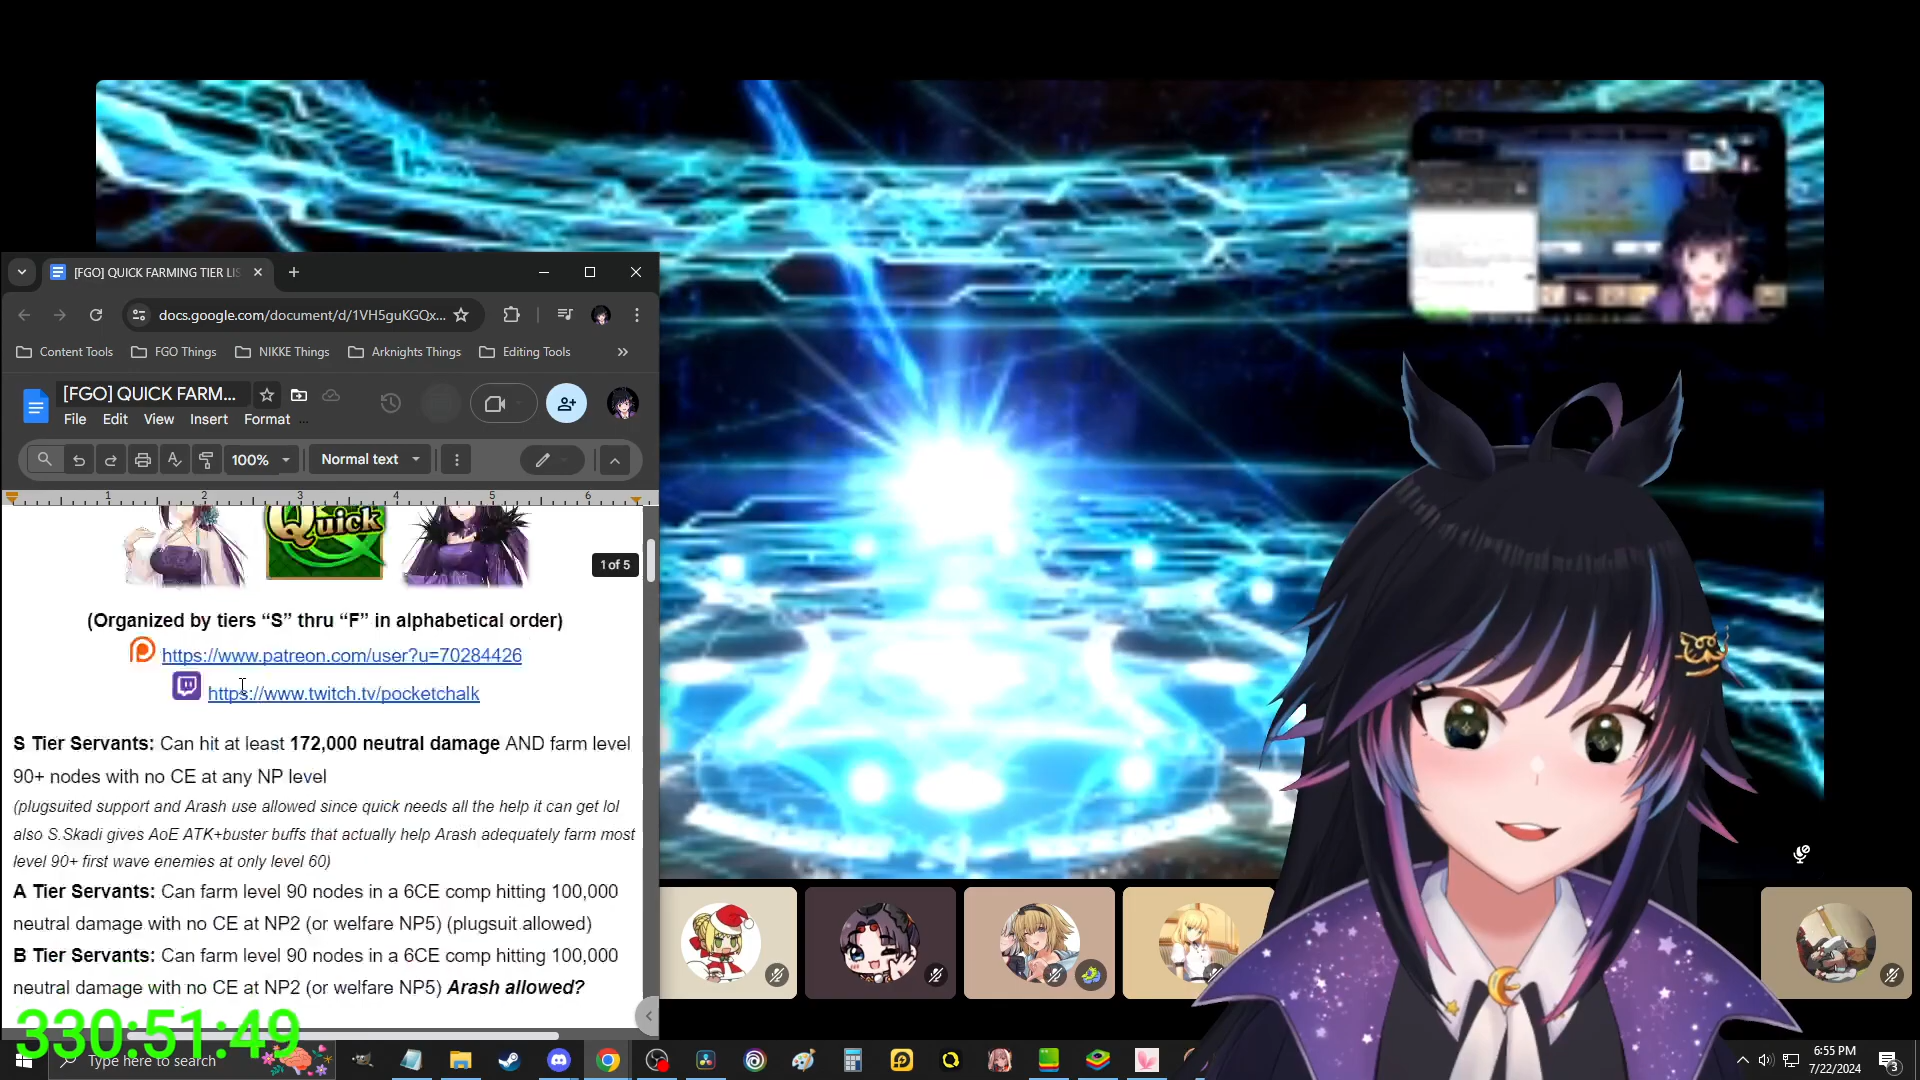 [FGO] QUICK FARMING TIER LIS
docs.google.com/document/d/1VH5guKGQx...
Content Tools
FGO Things
NIKKE Things
Arknights Things
Editing Tools
[FGO] QUICK FARM...
File Edit View Insert Format ...
100%
Normal text
1 2 3 4 5 6
Quick
1 of 5
(Organized by tiers “S” thru “F” in alphabetical order)
https://www.patreon.com/user?u=70284426
https://www.twitch.tv/pocketchalk
S Tier Servants: Can hit at least 172,000 neutral damage AND farm level
90+ nodes with no CE at any NP level
(plugsuited support and Arash use allowed since quick needs all the help it can get lol
also S.Skadi gives AoE ATK+buster buffs that actually help Arash adequately farm most
level 90+ first wave enemies at only level 60)
A Tier Servants: Can farm level 90 nodes in a 6CE comp hitting 100,000
neutral damage with no CE at NP2 (or welfare NP5) (plugsuit allowed)
B Tier Servants: Can farm level 90 nodes in a 6CE comp hitting 100,000
neutral damage with no CE at NP2 (or welfare NP5) Arash allowed?
330:51:49
Type here to search
6:55 PM
7/22/2024
3